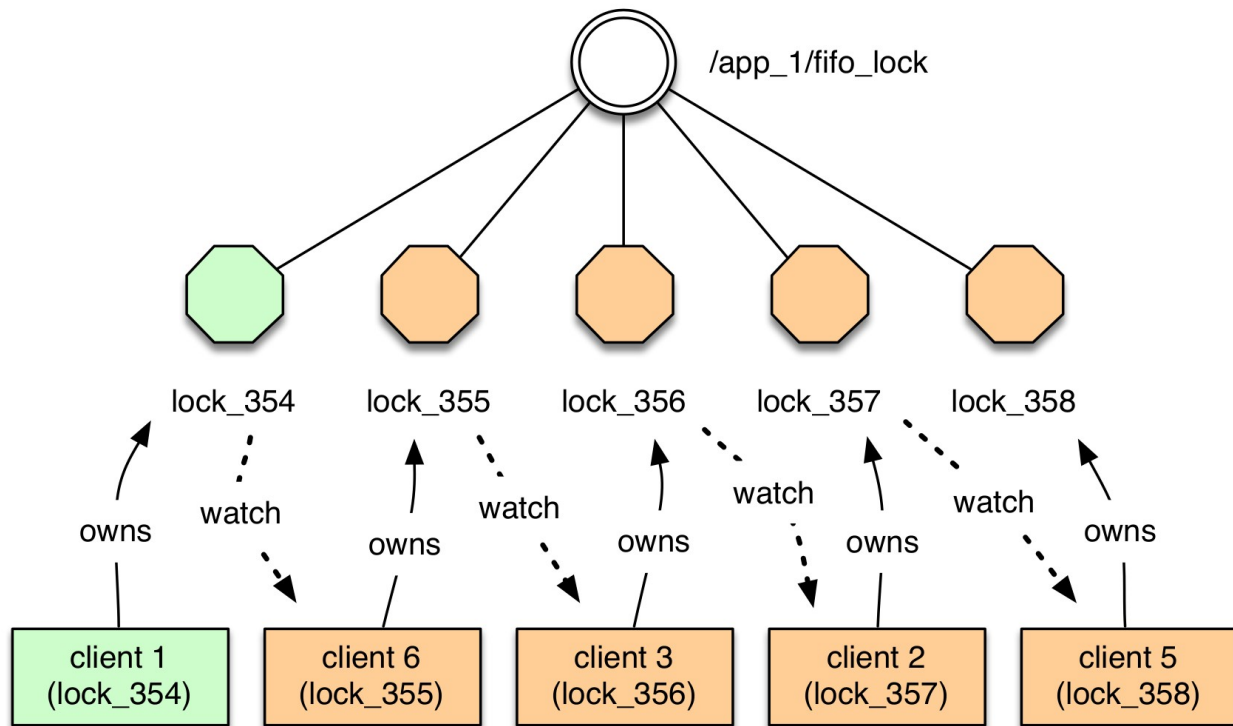 /app_1/fifo_lock
lock_354
lock_355
lock_356
lock_357
lock_358
owns
watch
owns
watch
owns
watch
owns
watch
owns
client 1
(lock_354)
client 6
(lock_355)
client 3
(lock_356)
client 2
(lock_357)
client 5
(lock_358)